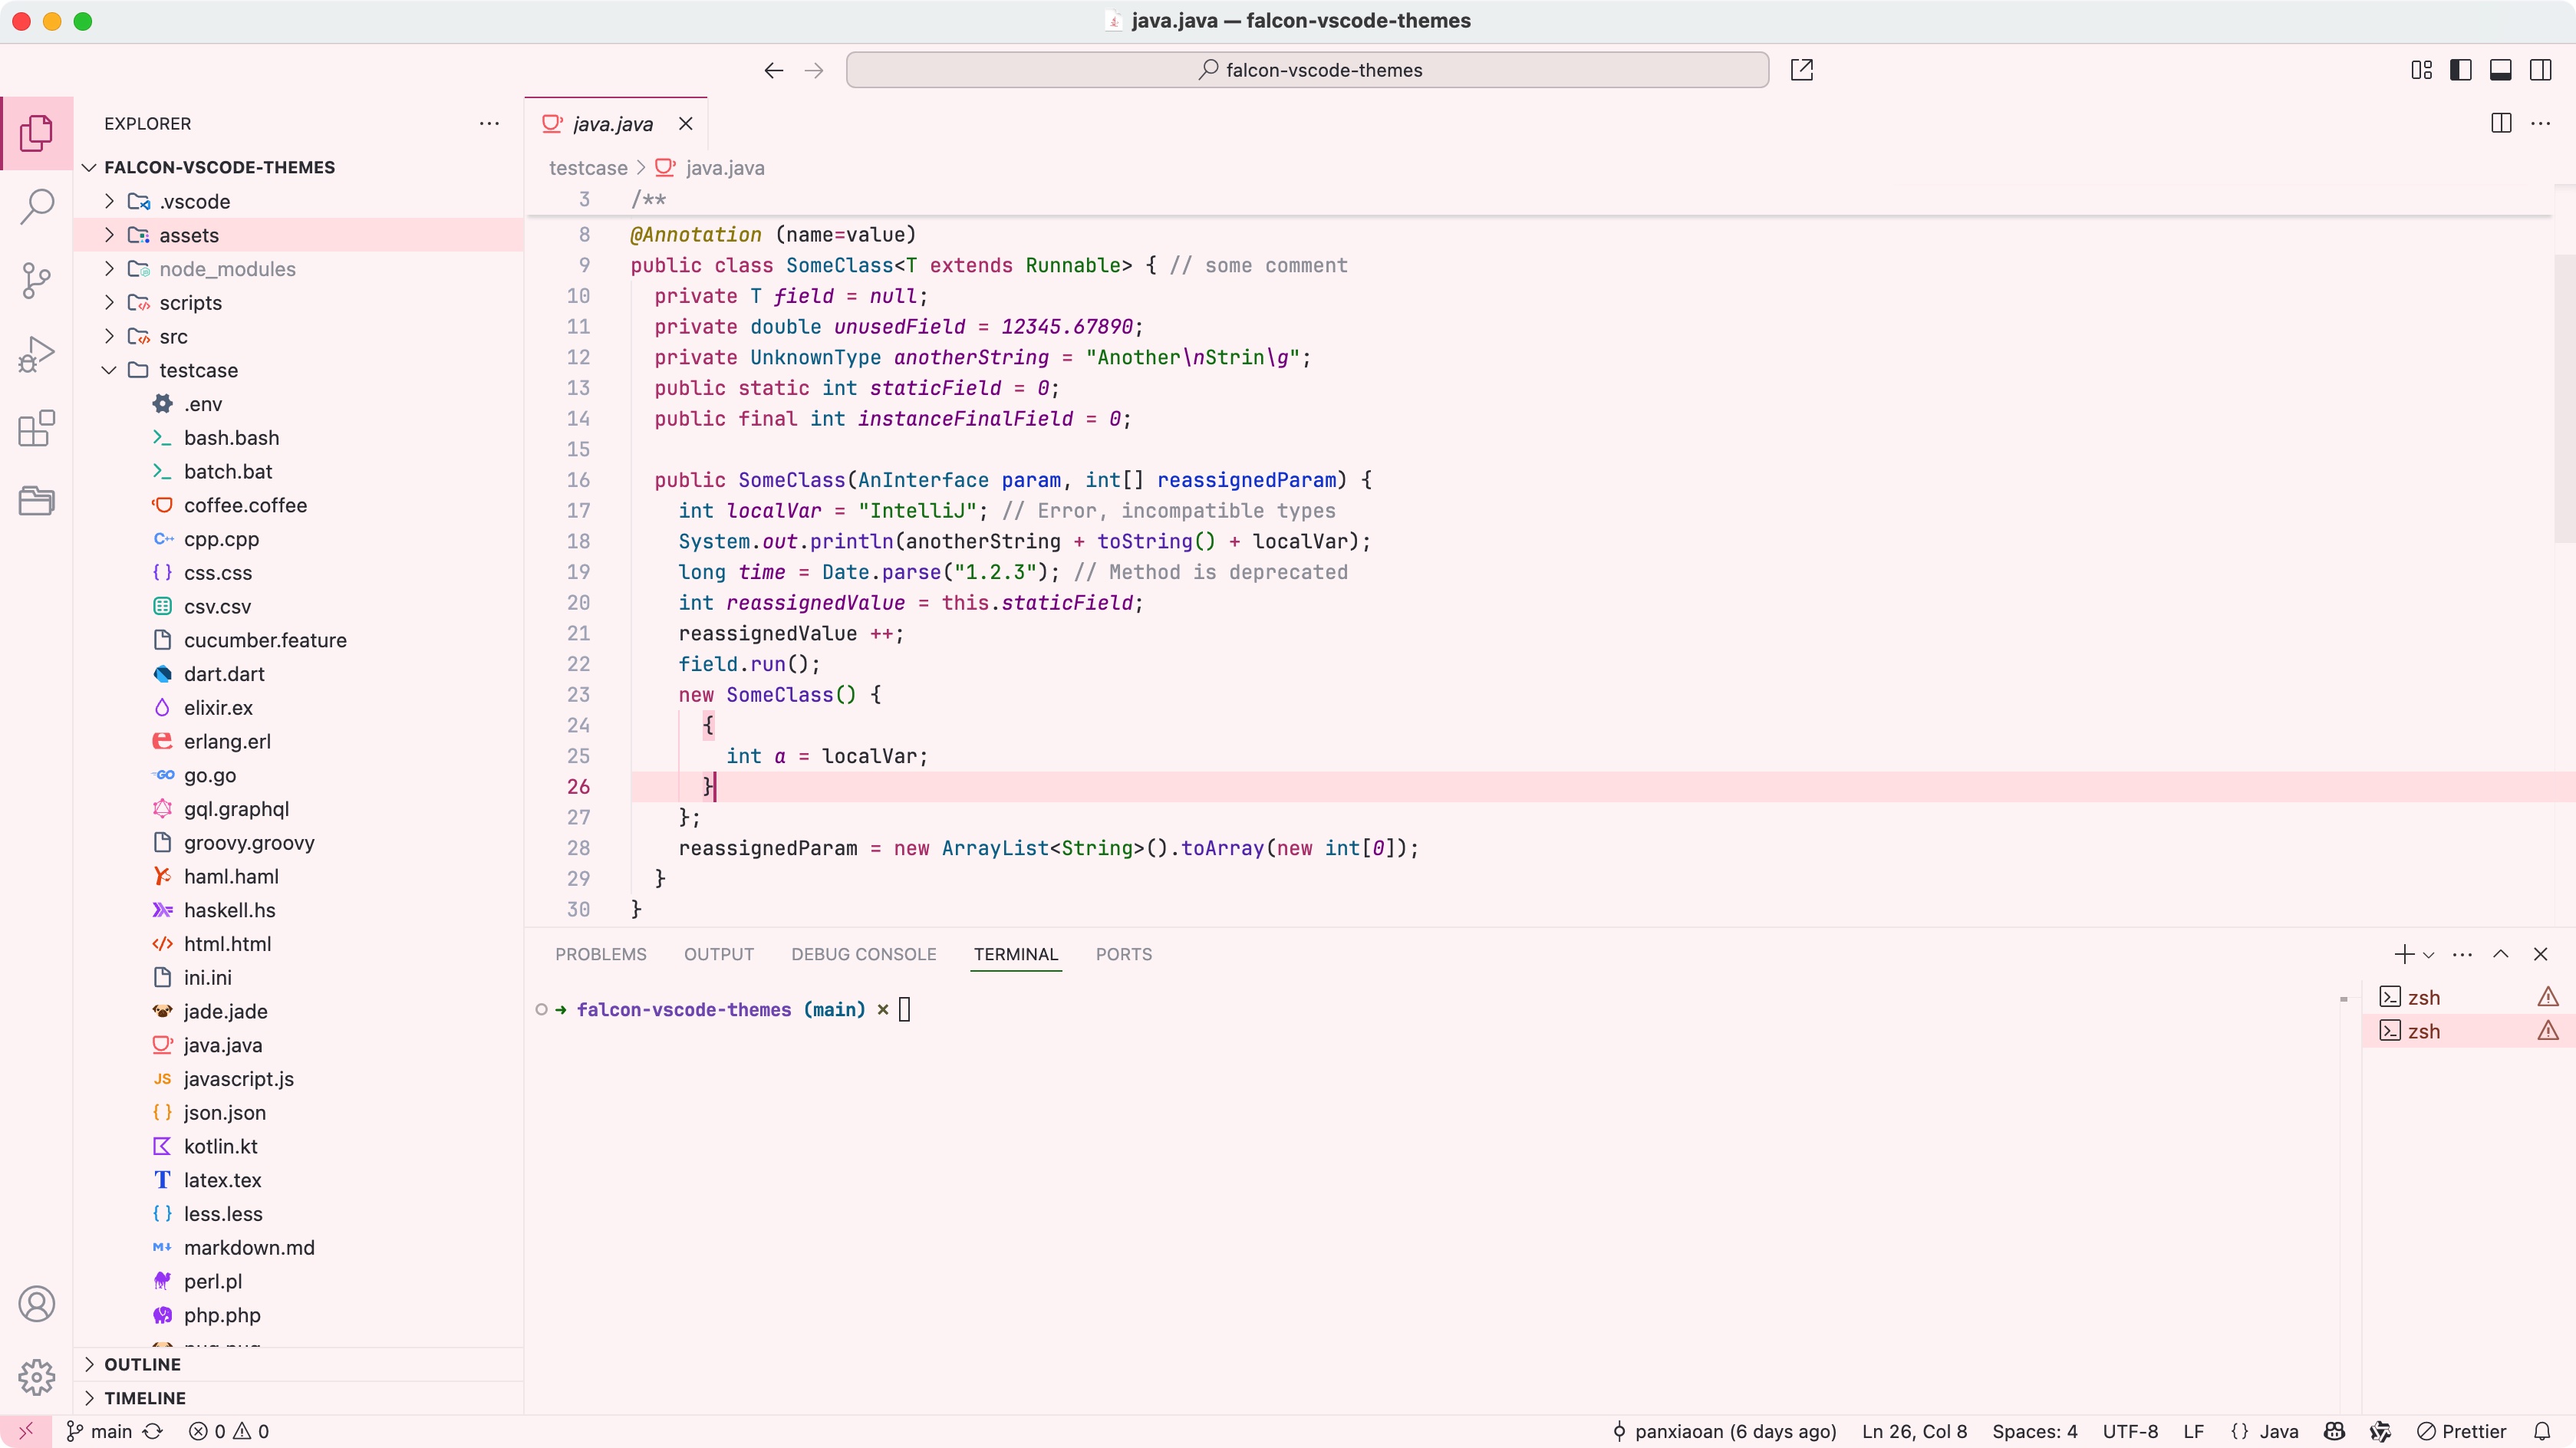 java.java — falcon-vscode-themes
falcon-vscode-themes
EXPLORER
FALCON-VSCODE-THEMES
.vscode
assets
node_modules
scripts
src
testcase
.env
bash.bash
batch.bat
coffee.coffee
cpp.cpp
css.css
csv.csv
cucumber.feature
dart.dart
elixir.ex
erlang.erl
go.go
gql.graphql
groovy.groovy
haml.haml
haskell.hs
html.html
ini.ini
jade.jade
java.java
javascript.js
json.json
kotlin.kt
latex.tex
less.less
markdown.md
perl.pl
php.php
OUTLINE
TIMELINE
java.java
testcase > java.java
3 /**
8 @Annotation (name=value)
9 public class SomeClass<T extends Runnable> { // some comment
10 private T field = null;
11 private double unusedField = 12345.67890;
12 private UnknownType anotherString = "Another\nStrin\g";
13 public static int staticField = 0;
14 public final int instanceFinalField = 0;
15
16 public SomeClass(AnInterface param, int[] reassignedParam) {
17 int localVar = "IntelliJ"; // Error, incompatible types
18 System.out.println(anotherString + toString() + localVar);
19 long time = Date.parse("1.2.3"); // Method is deprecated
20 int reassignedValue = this.staticField;
21 reassignedValue ++;
22 field.run();
23 new SomeClass() {
24 {
25 int a = localVar;
26 }
27 };
28 reassignedParam = new ArrayList<String>().toArray(new int[0]);
29 }
30 }
PROBLEMS OUTPUT DEBUG CONSOLE TERMINAL PORTS
➜ falcon-vscode-themes (main) ×
zsh
zsh
main 0 0 panxiaoan (6 days ago) Ln 26, Col 8 Spaces: 4 UTF-8 LF {} Java Prettier